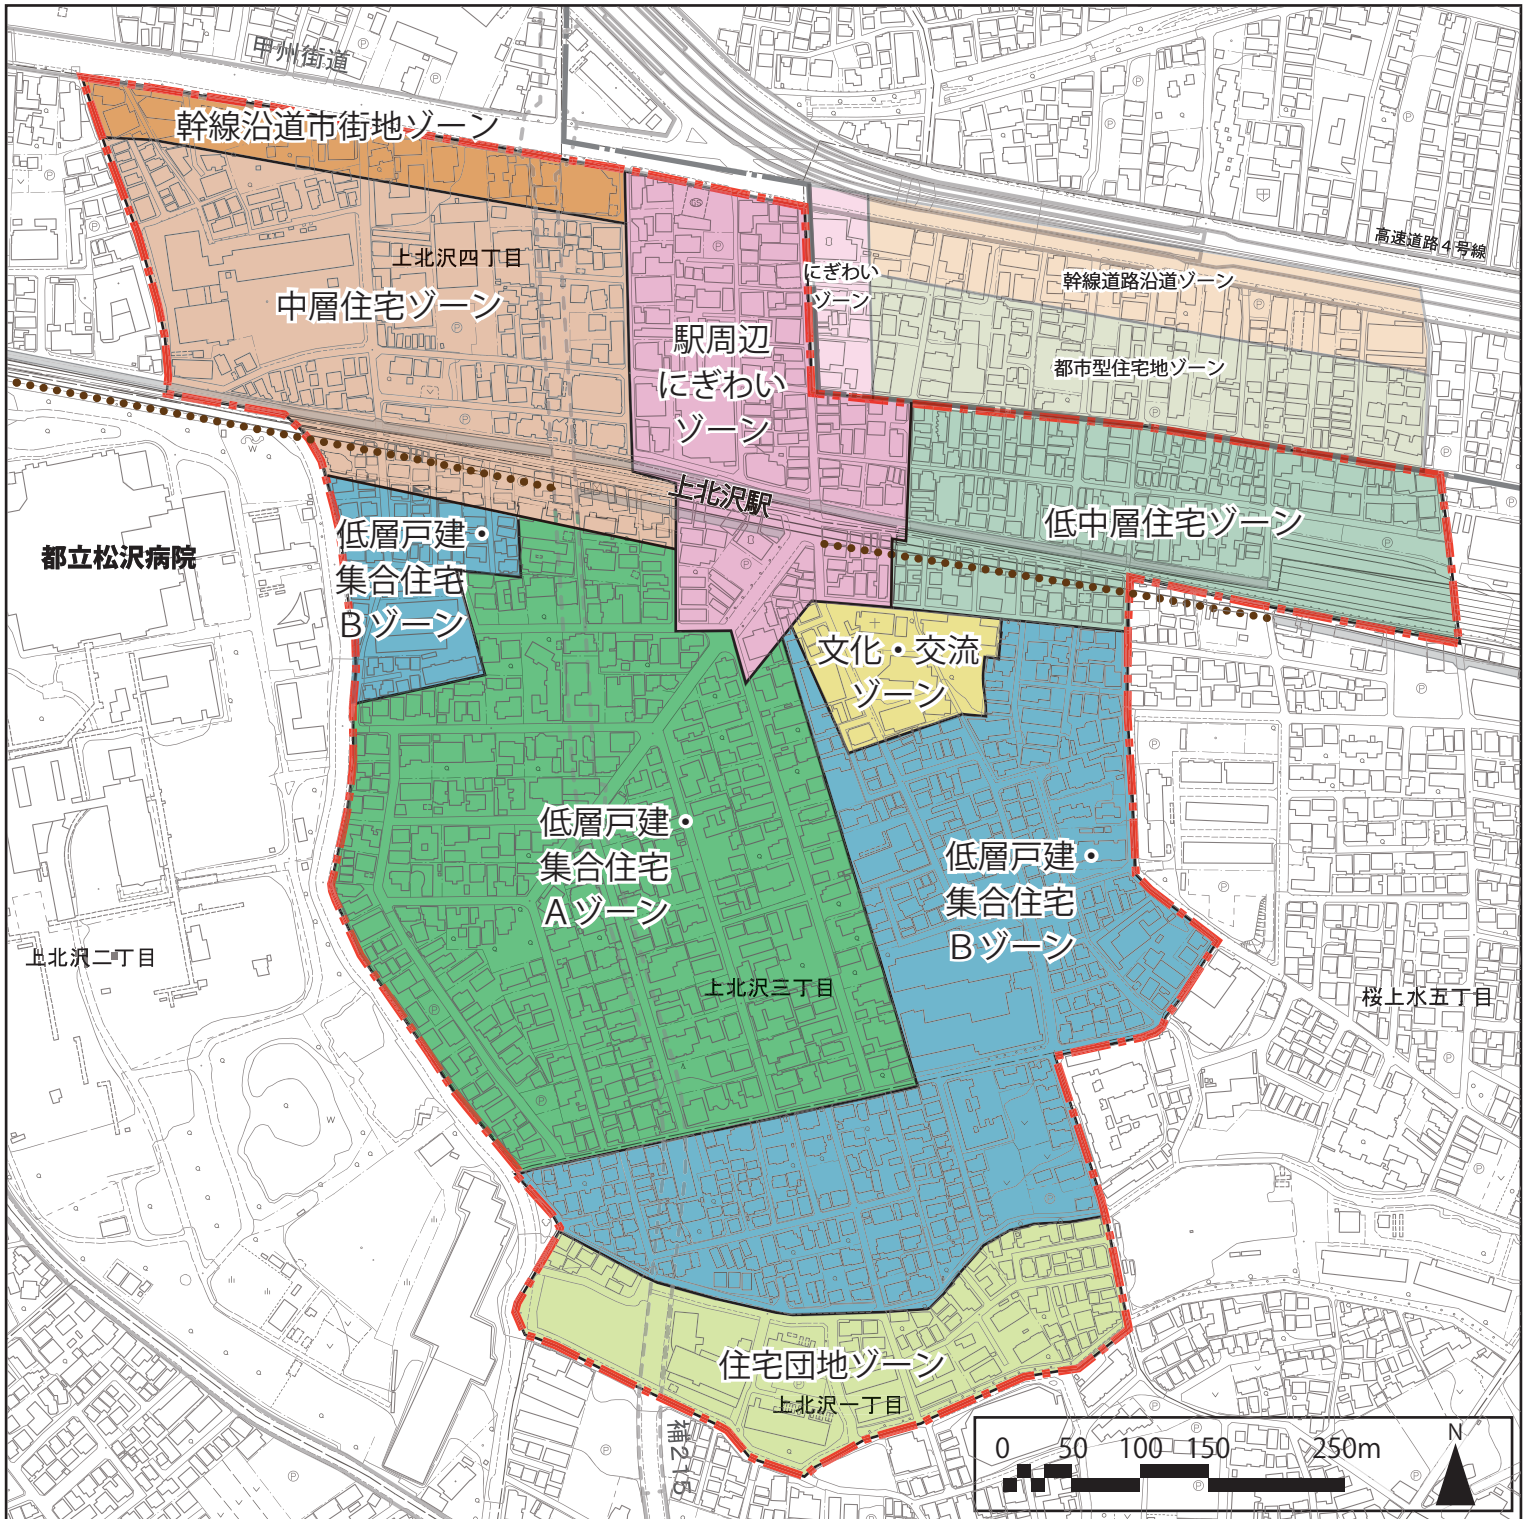 甲州街道
幹線沿道市街地ゾーン
上北沢四丁目
中層住宅ゾーン
駅周辺
にぎわい
ゾーン
にぎわい
ゾーン
高速道路4号線
幹線道路沿道ゾーン
都市型住宅地ゾーン
上北沢駅
低中層住宅ゾーン
都立松沢病院
低層戸建・
集合住宅
Bゾーン
文化・交流
ゾーン
低層戸建・
集合住宅
Aゾーン
低層戸建・
集合住宅
Bゾーン
上北沢二丁目
上北沢三丁目
桜上水五丁目
住宅団地ゾーン
上北沢一丁目
補215
0 50 100 150 250m
N